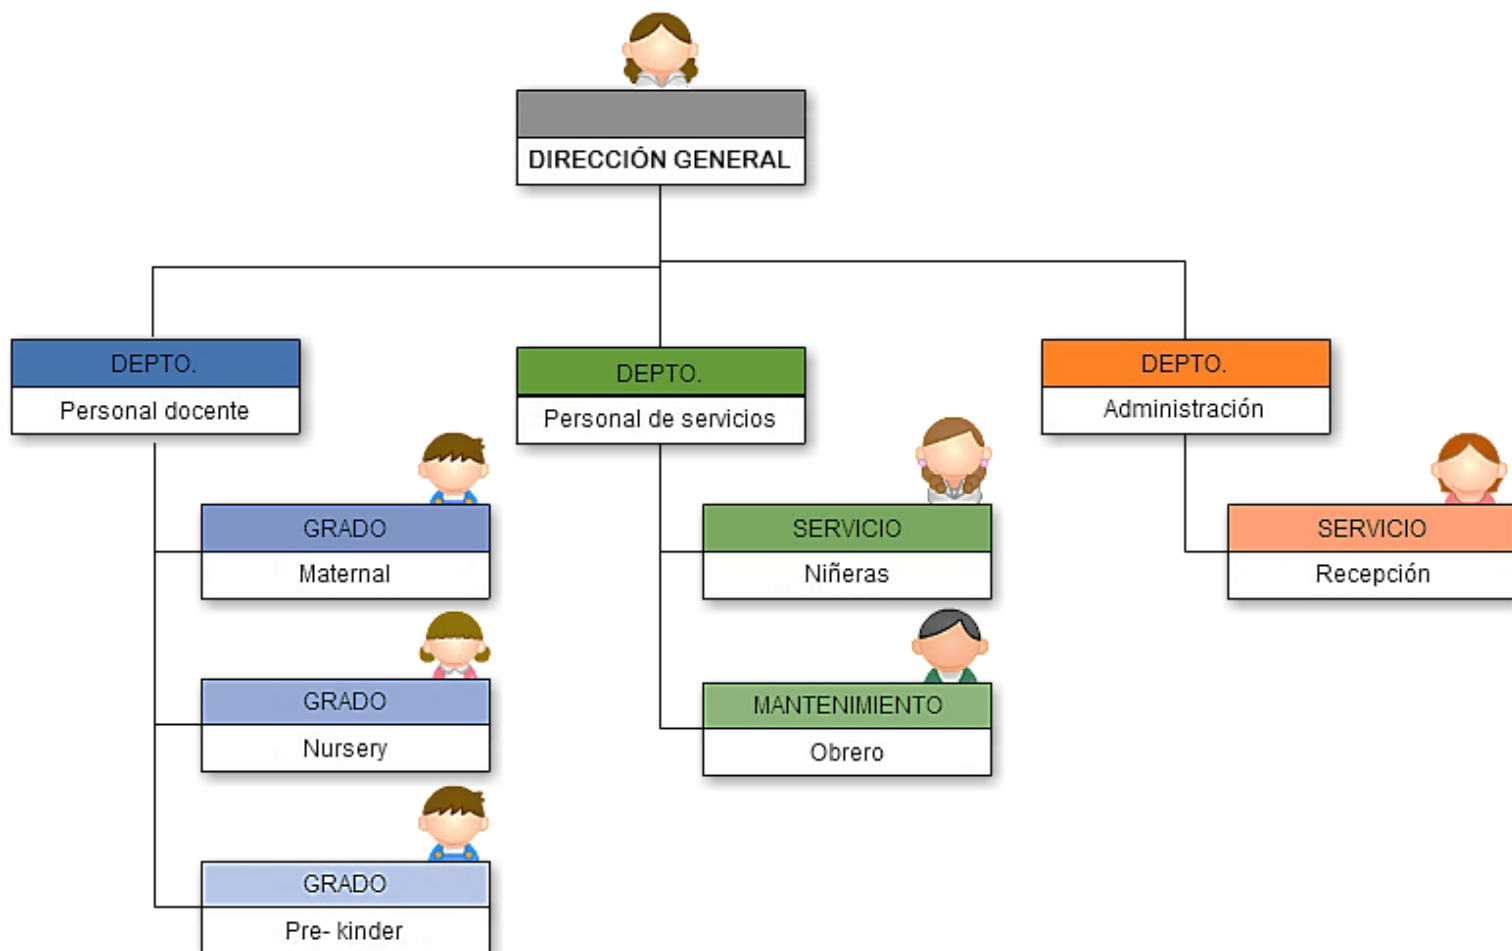 DIRECCIÓN GENERAL
DEPTO.
Personal docente
GRADO
Maternal
GRADO
Nursery
GRADO
Pre- kinder
DEPTO.
Personal de servicios
SERVICIO
Niñeras
MANTENIMIENTO
Obrero
DEPTO.
Administración
SERVICIO
Recepción